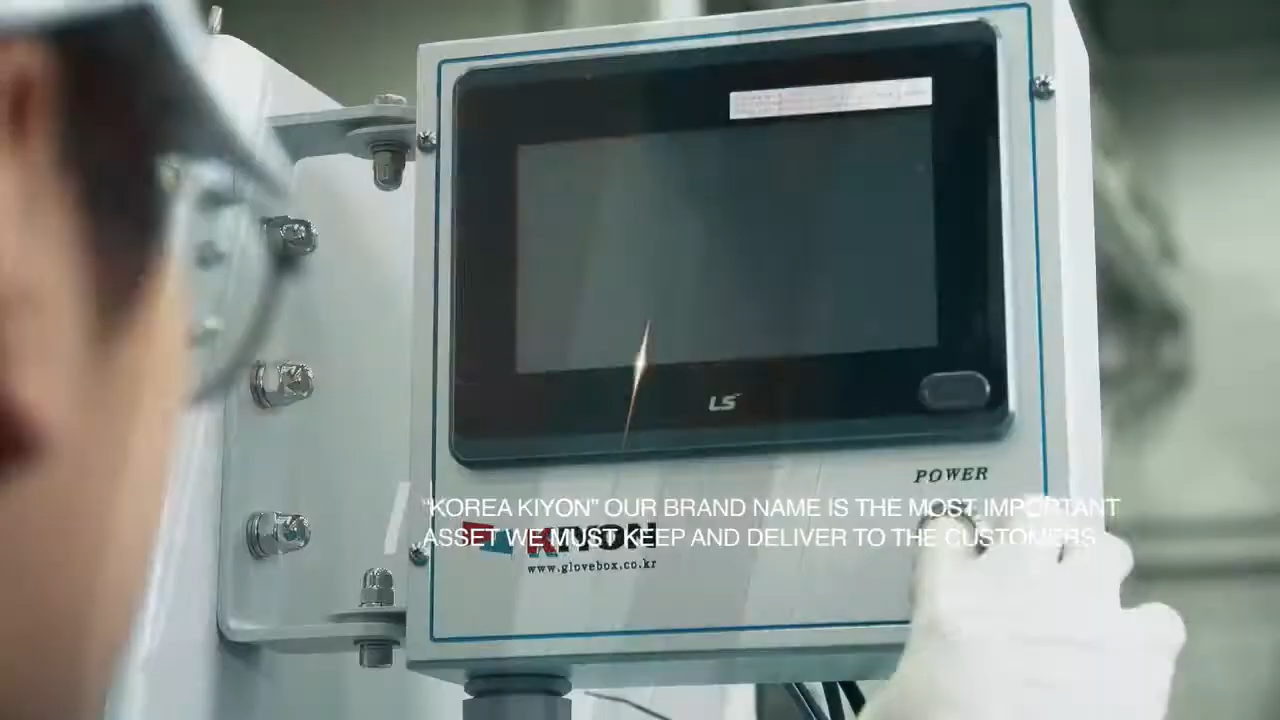 LS
POWER
"KOREA KIYON" OUR BRAND NAME IS THE MOST IMPORTANT
ASSET WE MUST KEEP AND DELIVER TO THE CUSTOMERS
KIYON
www.glovebox.co.kr